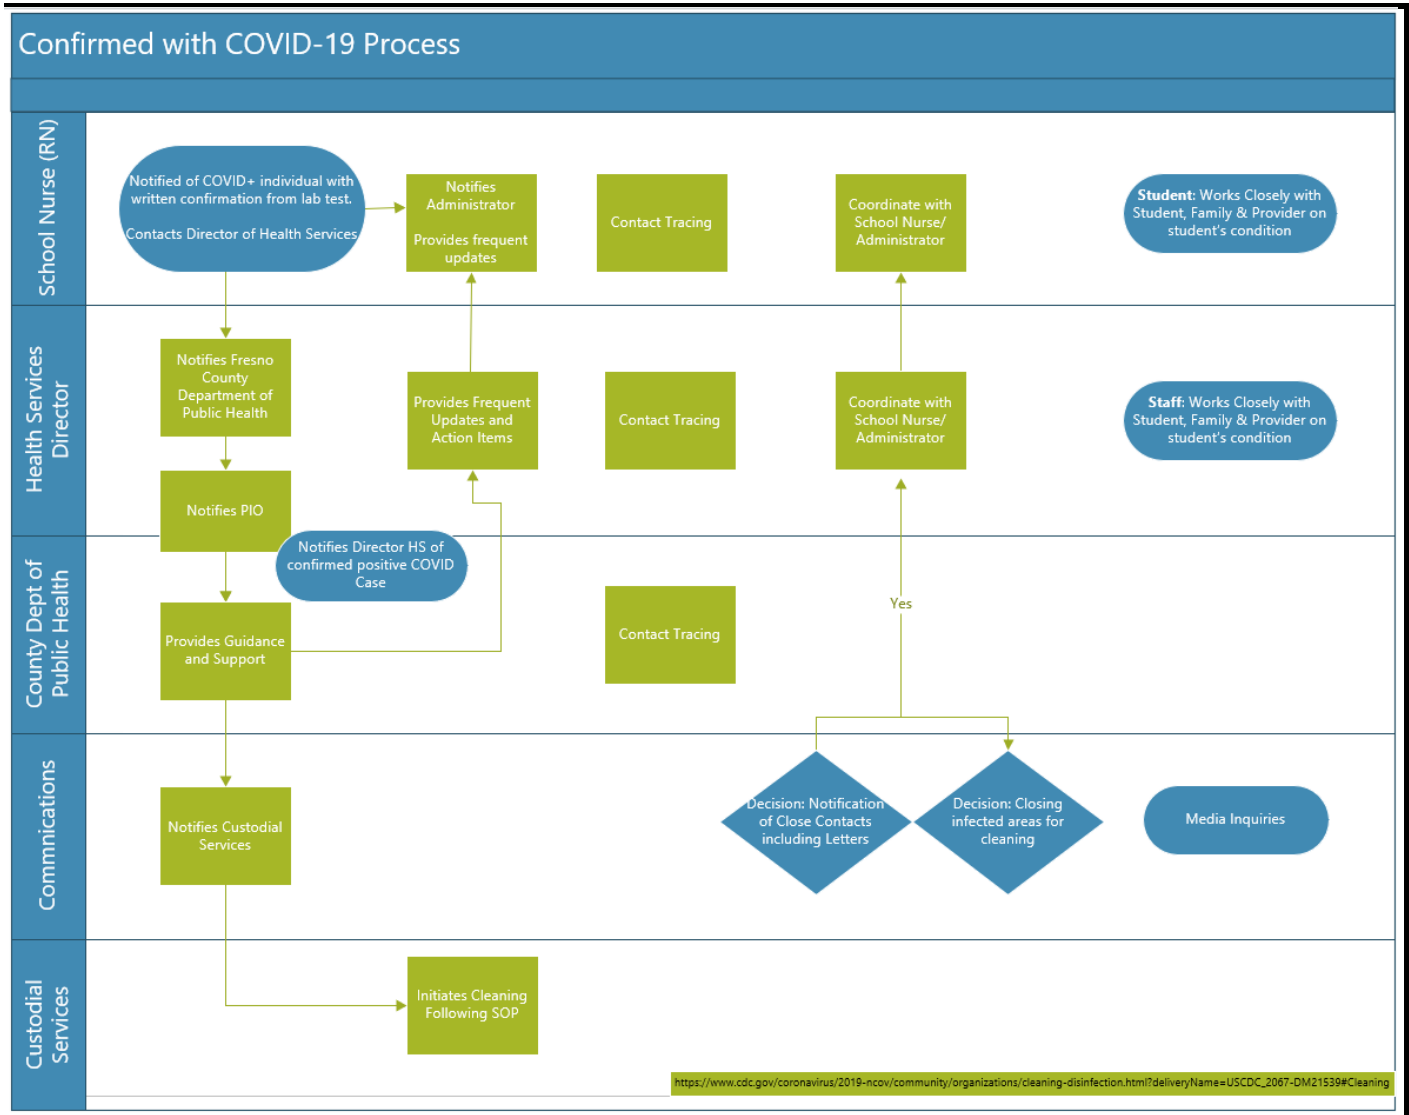 Confirmed with COVID-19 Process
School Nurse (RN)
Notified of COVID+ individual with
written confirmation from lab test.
Contacts Director of Health Services
Notifies
Administrator
Provides frequent
updates
Contact Tracing
Coordinate with
School Nurse/
Administrator
Student: Works Closely with
Student, Family & Provider on
student's condition
Health Services
Director
Notifies Fresno
County
Department of
Public Health
Provides Frequent
Updates and
Action Items
Contact Tracing
Coordinate with
School Nurse/
Administrator
Staff: Works Closely with
Student, Family & Provider on
student's condition
Notifies PIO
County Dept of
Public Health
Notifies Director HS of
confirmed positive COVID
Case
Provides Guidance
and Support
Contact Tracing
Yes
Commnications
Notifies Custodial
Services
Decision: Notification
of Close Contacts
including Letters
Decision: Closing
infected areas for
cleaning
Media Inquiries
Custodial
Services
Initiates Cleaning
Following SOP
https://www.cdc.gov/coronavirus/2019-ncov/community/organizations/cleaning-disinfection.html?deliveryName=USCDC_2067-DM21539#Cleaning